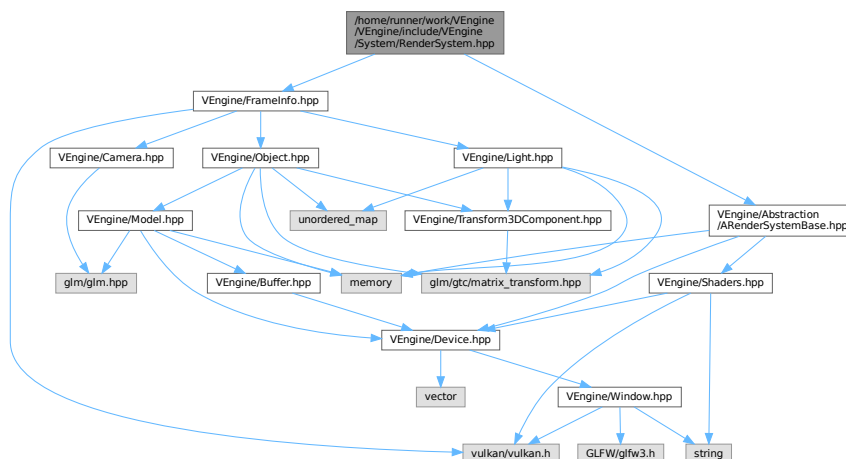 /home/runner/work/VEngine
/VEngine/include/VEngine
/System/RenderSystem.hpp
VEngine/FrameInfo.hpp
VEngine/Camera.hpp
VEngine/Object.hpp
VEngine/Light.hpp
VEngine/Model.hpp
unordered_map
VEngine/Transform3DComponent.hpp
VEngine/Abstraction
/ARenderSystemBase.hpp
glm/glm.hpp
VEngine/Buffer.hpp
memory
glm/gtc/matrix_transform.hpp
VEngine/Shaders.hpp
VEngine/Device.hpp
vector
VEngine/Window.hpp
vulkan/vulkan.h
GLFW/glfw3.h
string